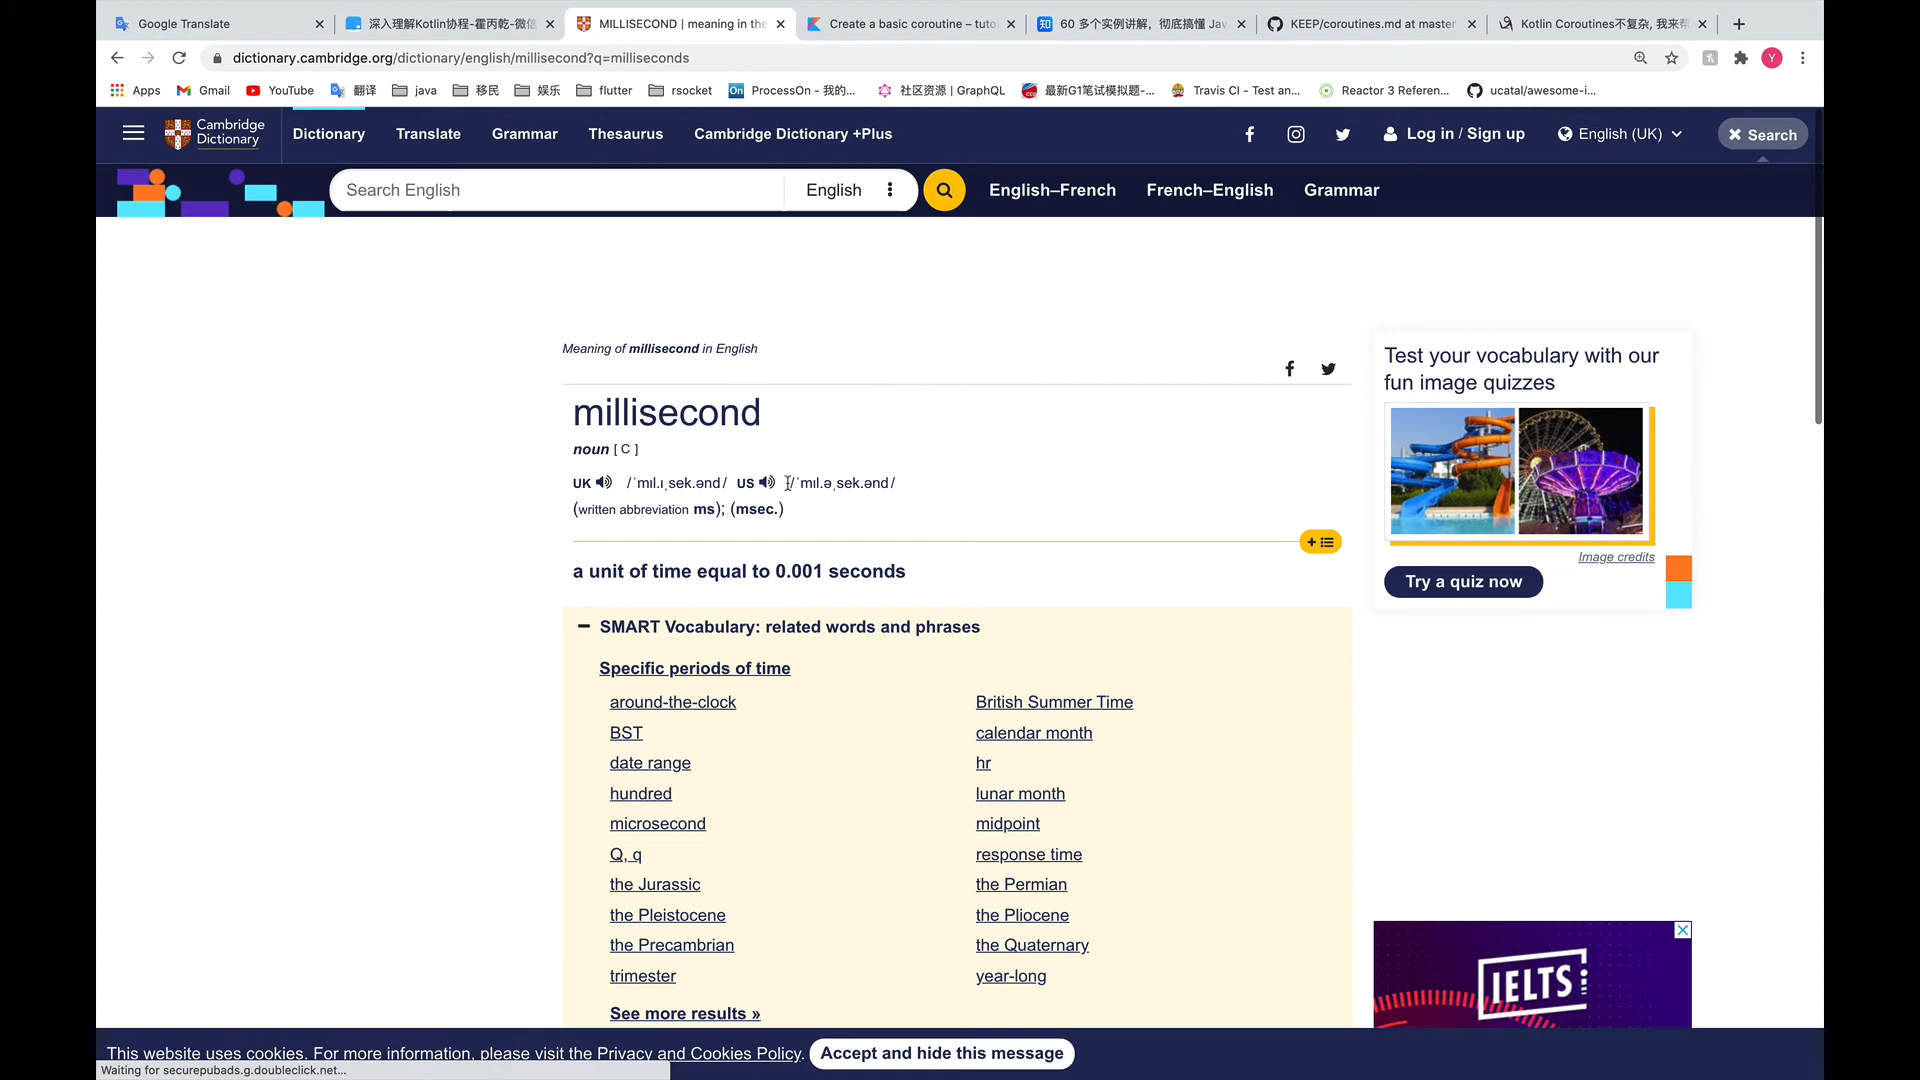 Google Translate
深入理解Kotlin协程-霍丙乾-微信
MILLISECOND | meaning in the
Create a basic coroutine – tuto
60 多个实例讲解，彻底搞懂 Jav
KEEP/coroutines.md at master
Kotlin Coroutines不复杂, 我来帮
dictionary.cambridge.org/dictionary/english/millisecond?q=milliseconds
Y
Apps
Gmail
YouTube
翻译
java
移民
娱乐
flutter
rsocket
On
ProcessOn - 我的...
社区资源 | GraphQL
最新G1笔试模拟题-...
Travis CI - Test an...
Reactor 3 Referen...
ucatal/awesome-i...
Cambridge
Dictionary
Dictionary
Translate
Grammar
Thesaurus
Cambridge Dictionary +Plus
Log in / Sign up
English (UK)
Search
Search English
English
English–French
French–English
Grammar
Meaning of millisecond in English
millisecond
noun [ C ]
UK /ˈmɪl.ɪˌsek.ənd/ US /ˈmɪl.əˌsek.ənd/
(written abbreviation ms); (msec.)
a unit of time equal to 0.001 seconds
SMART Vocabulary: related words and phrases
Specific periods of time
around-the-clock
British Summer Time
BST
calendar month
date range
hr
hundred
lunar month
microsecond
midpoint
Q, q
response time
the Jurassic
the Permian
the Pleistocene
the Pliocene
the Precambrian
the Quaternary
trimester
year-long
See more results »
Test your vocabulary with our
fun image quizzes
Image credits
Try a quiz now
IELTS
This website uses cookies. For more information, please visit the Privacy and Cookies Policy.
Accept and hide this message
Waiting for securepubads.g.doubleclick.net...